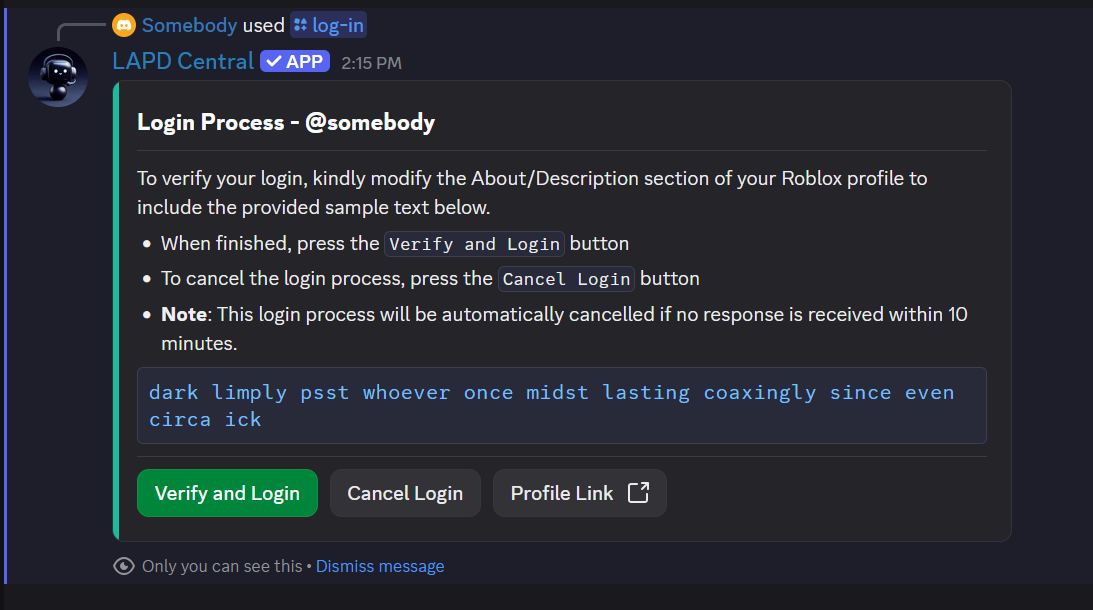 Somebody used log-in
LAPD Central APP 2:15 PM
Login Process - @somebody
To verify your login, kindly modify the About/Description section of your Roblox profile to
include the provided sample text below.
• When finished, press the Verify and Login button
• To cancel the login process, press the Cancel Login button
• Note: This login process will be automatically cancelled if no response is received within 10
minutes.
dark limply psst whoever once midst lasting coaxingly since even
circa ick
Verify and Login Cancel Login Profile Link
Only you can see this • Dismiss message